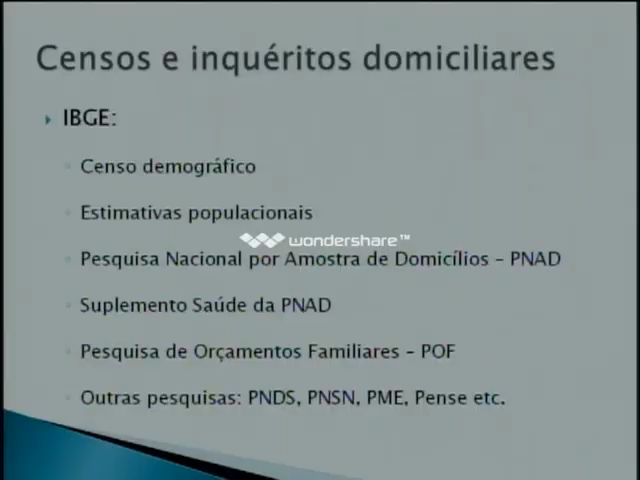 Censos e inquéritos domiciliares
IBGE:
Censo demográfico
Estimativas populacionais
wondershare™
Pesquisa Nacional por Amostra de Domicílios – PNAD
Suplemento Saúde da PNAD
Pesquisa de Orçamentos Familiares – POF
Outras pesquisas: PNDS, PNSN, PME, Pense etc.